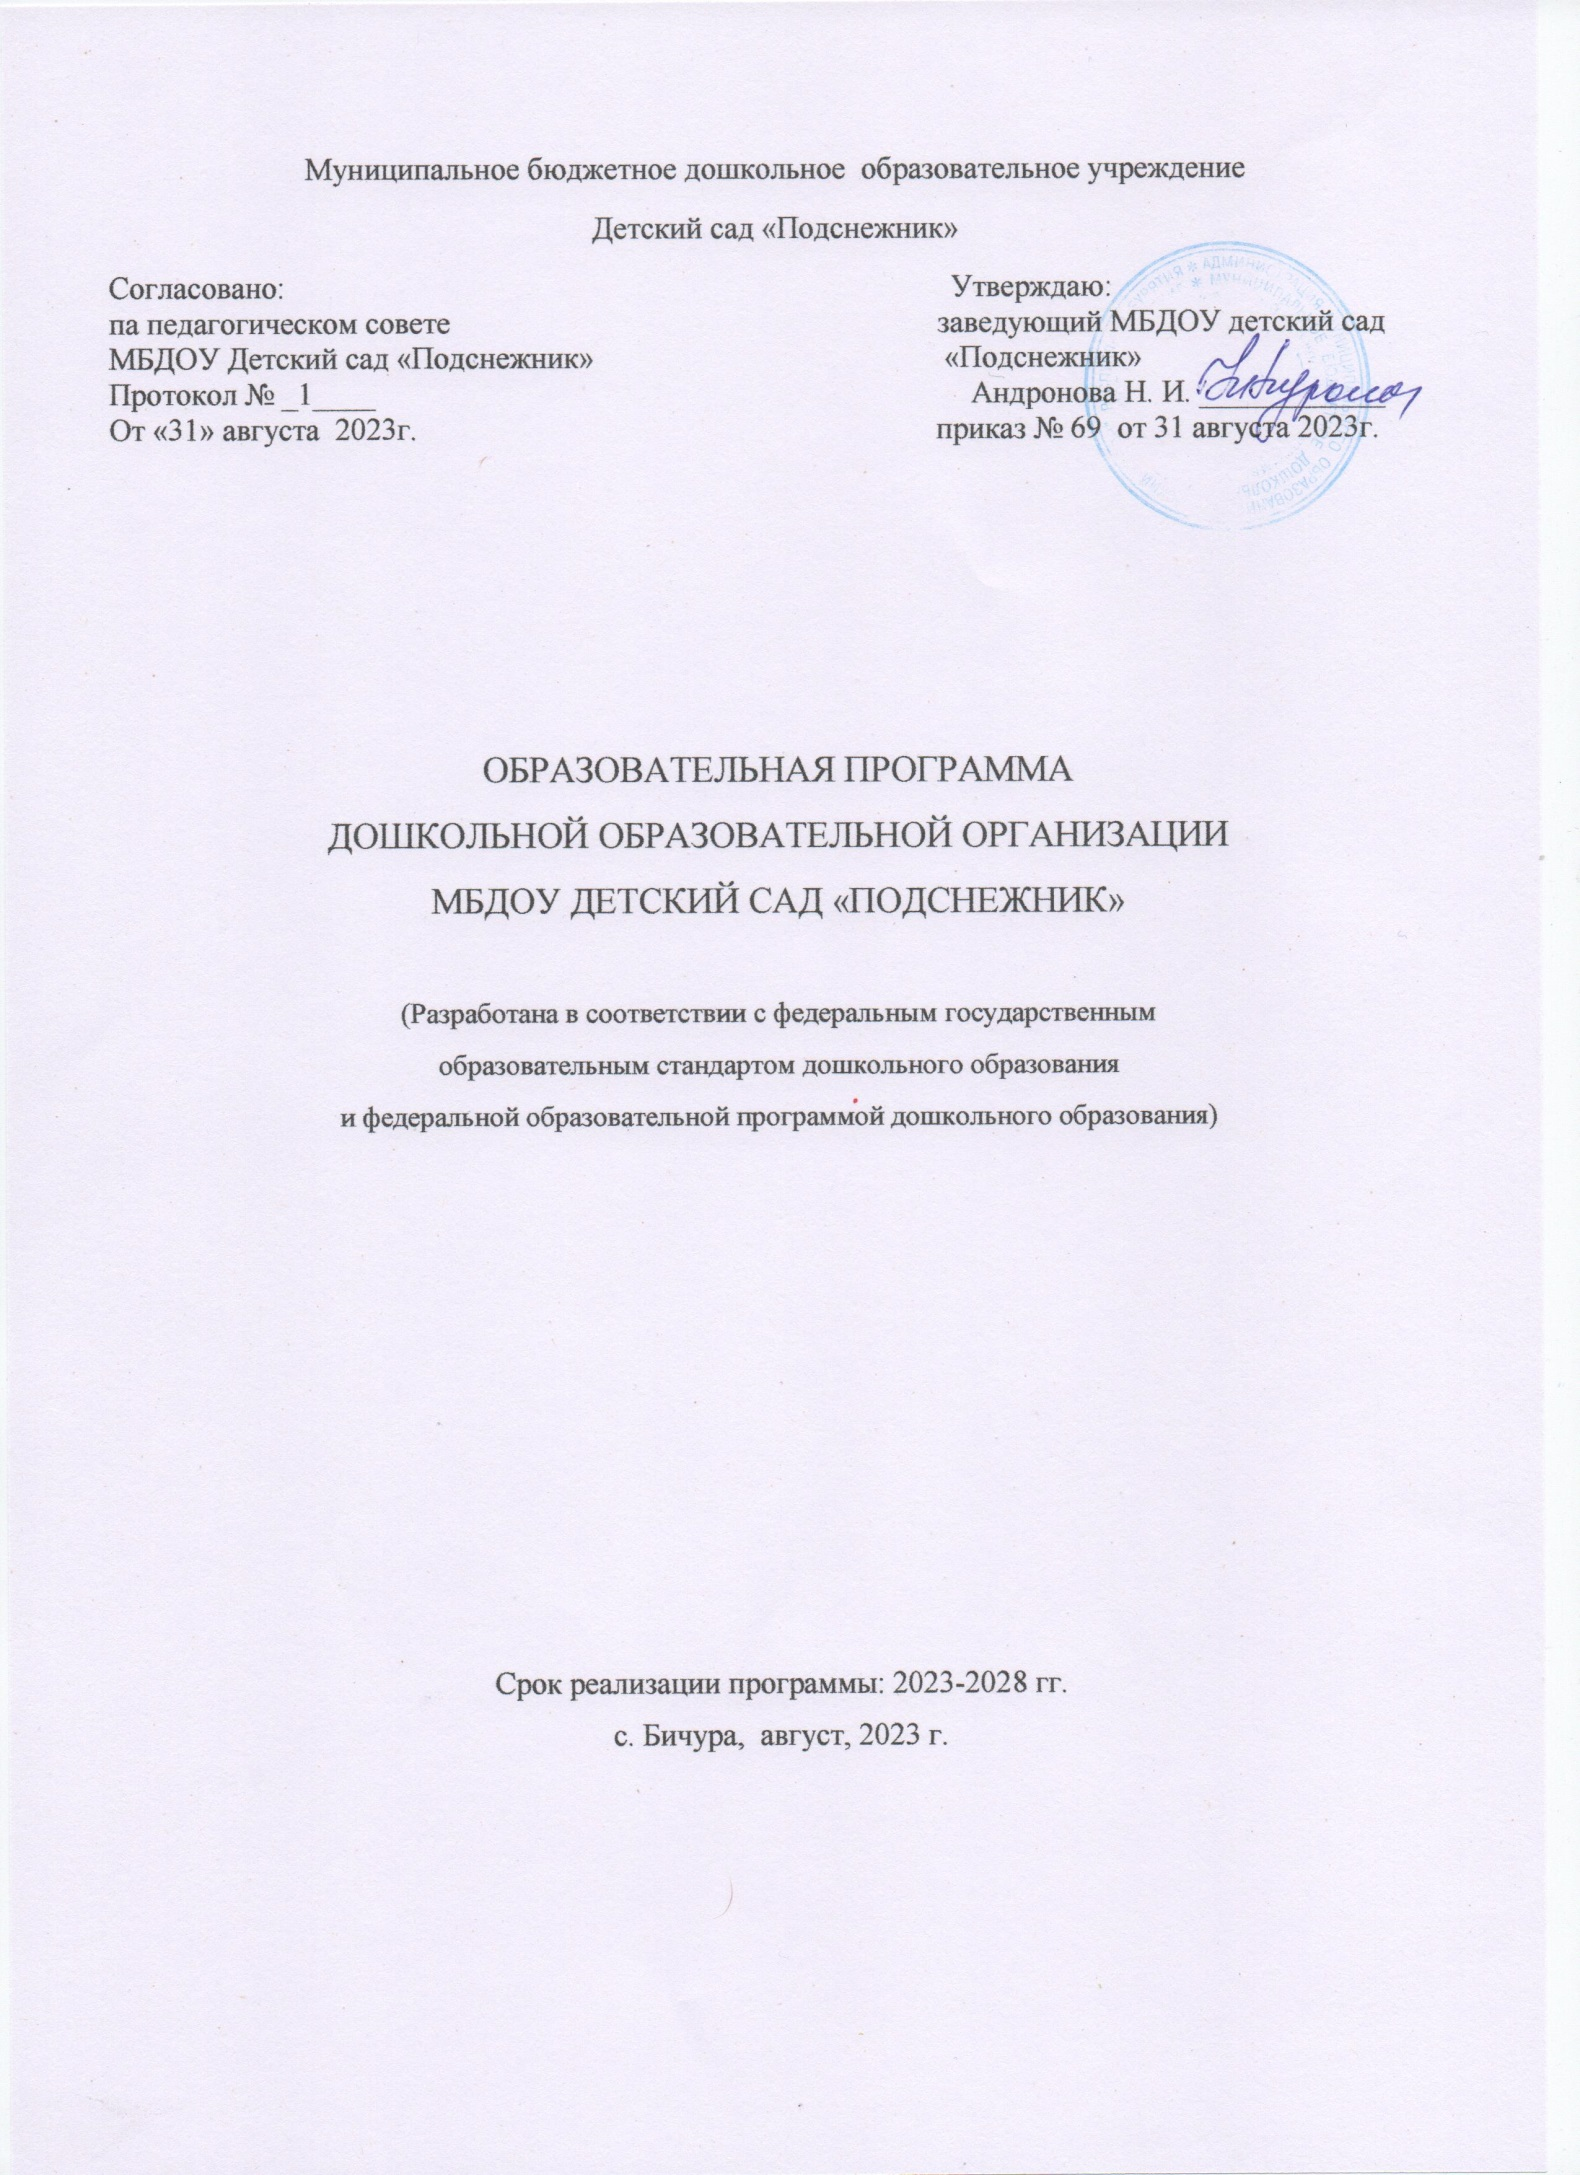 Муниципальное бюджетное дошкольное образовательное учреждение
Детский сад «Подснежник»
Согласовано:
па педагогическом совете
МБДОУ Детский сад «Подснежник»
Протокол № _1____
От «31» августа 2023г.
Утверждаю:
заведующий МБДОУ детский сад
«Подснежник»
Андронова Н. И. ____________
приказ № 69 от 31 августа 2023г.
ОБРАЗОВАТЕЛЬНАЯ ПРОГРАММА
ДОШКОЛЬНОЙ ОБРАЗОВАТЕЛЬНОЙ ОРГАНИЗАЦИИ
МБДОУ ДЕТСКИЙ САД «ПОДСНЕЖНИК»
(Разработана в соответствии с федеральным государственным
образовательным стандартом дошкольного образования
и федеральной образовательной программой дошкольного образования)
Срок реализации программы: 2023-2028 гг.
с. Бичура, август, 2023 г.